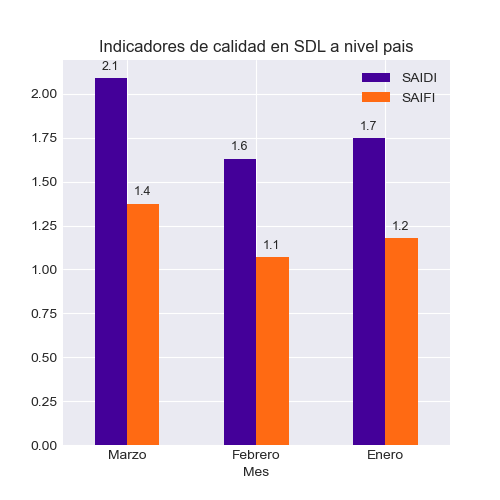 Indicadores de calidad en SDL a nivel pais
SAIDI
SAIFI
2.1
1.4
1.6
1.1
1.7
1.2
2.00
1.75
1.50
1.25
1.00
0.75
0.50
0.25
0.00
Marzo
Febrero
Enero
Mes